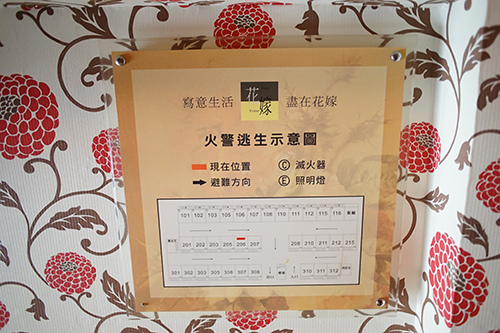 寫意生活 花嫁 盡在花嫁
火警逃生示意圖
現在位置 Ⓒ 滅火器
避難方向 Ⓔ 照明燈
101 102 103 105 106 107 108 110 111 112 115 116
201 202 203 205 206 207 208 209 210 211 212 215
301 302 303 305 306 307 308 310 311 312